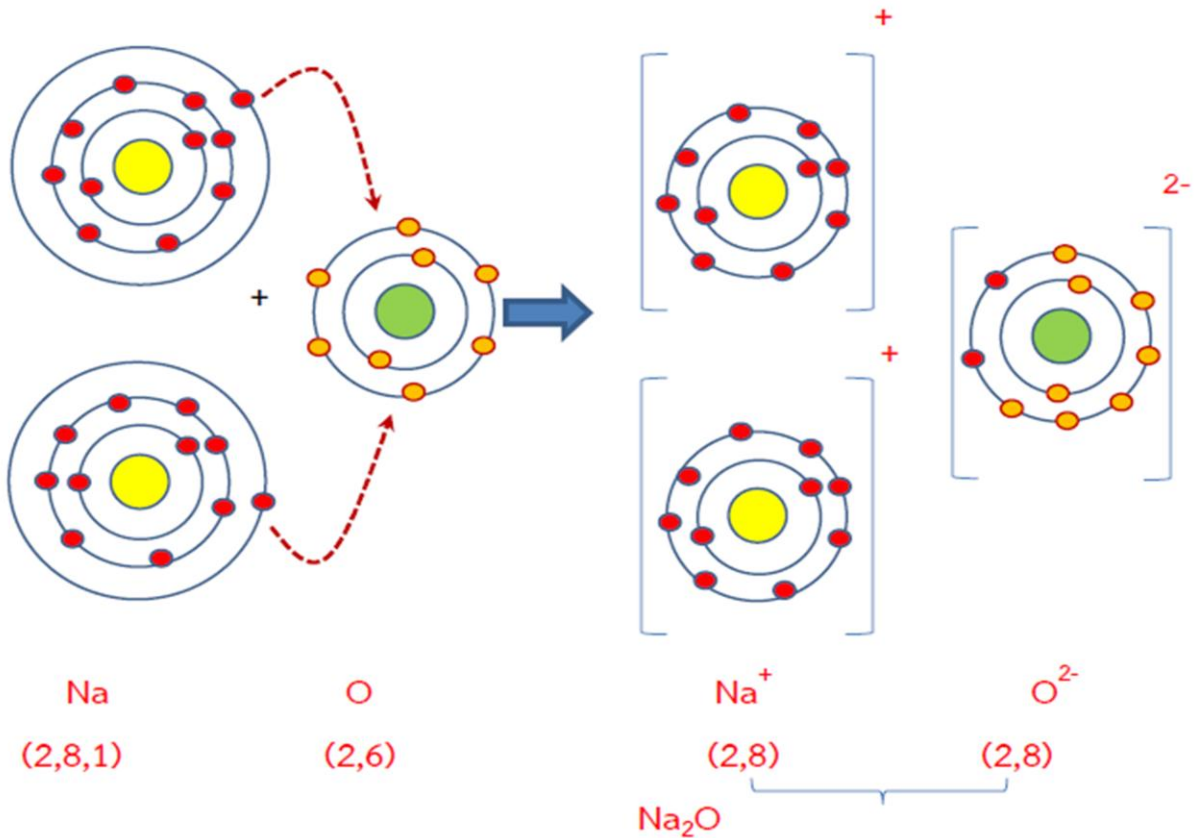 +
2-
+
+
Na O Na⁺ O²⁻
(2,8,1) (2,6) (2,8) (2,8)
Na₂O